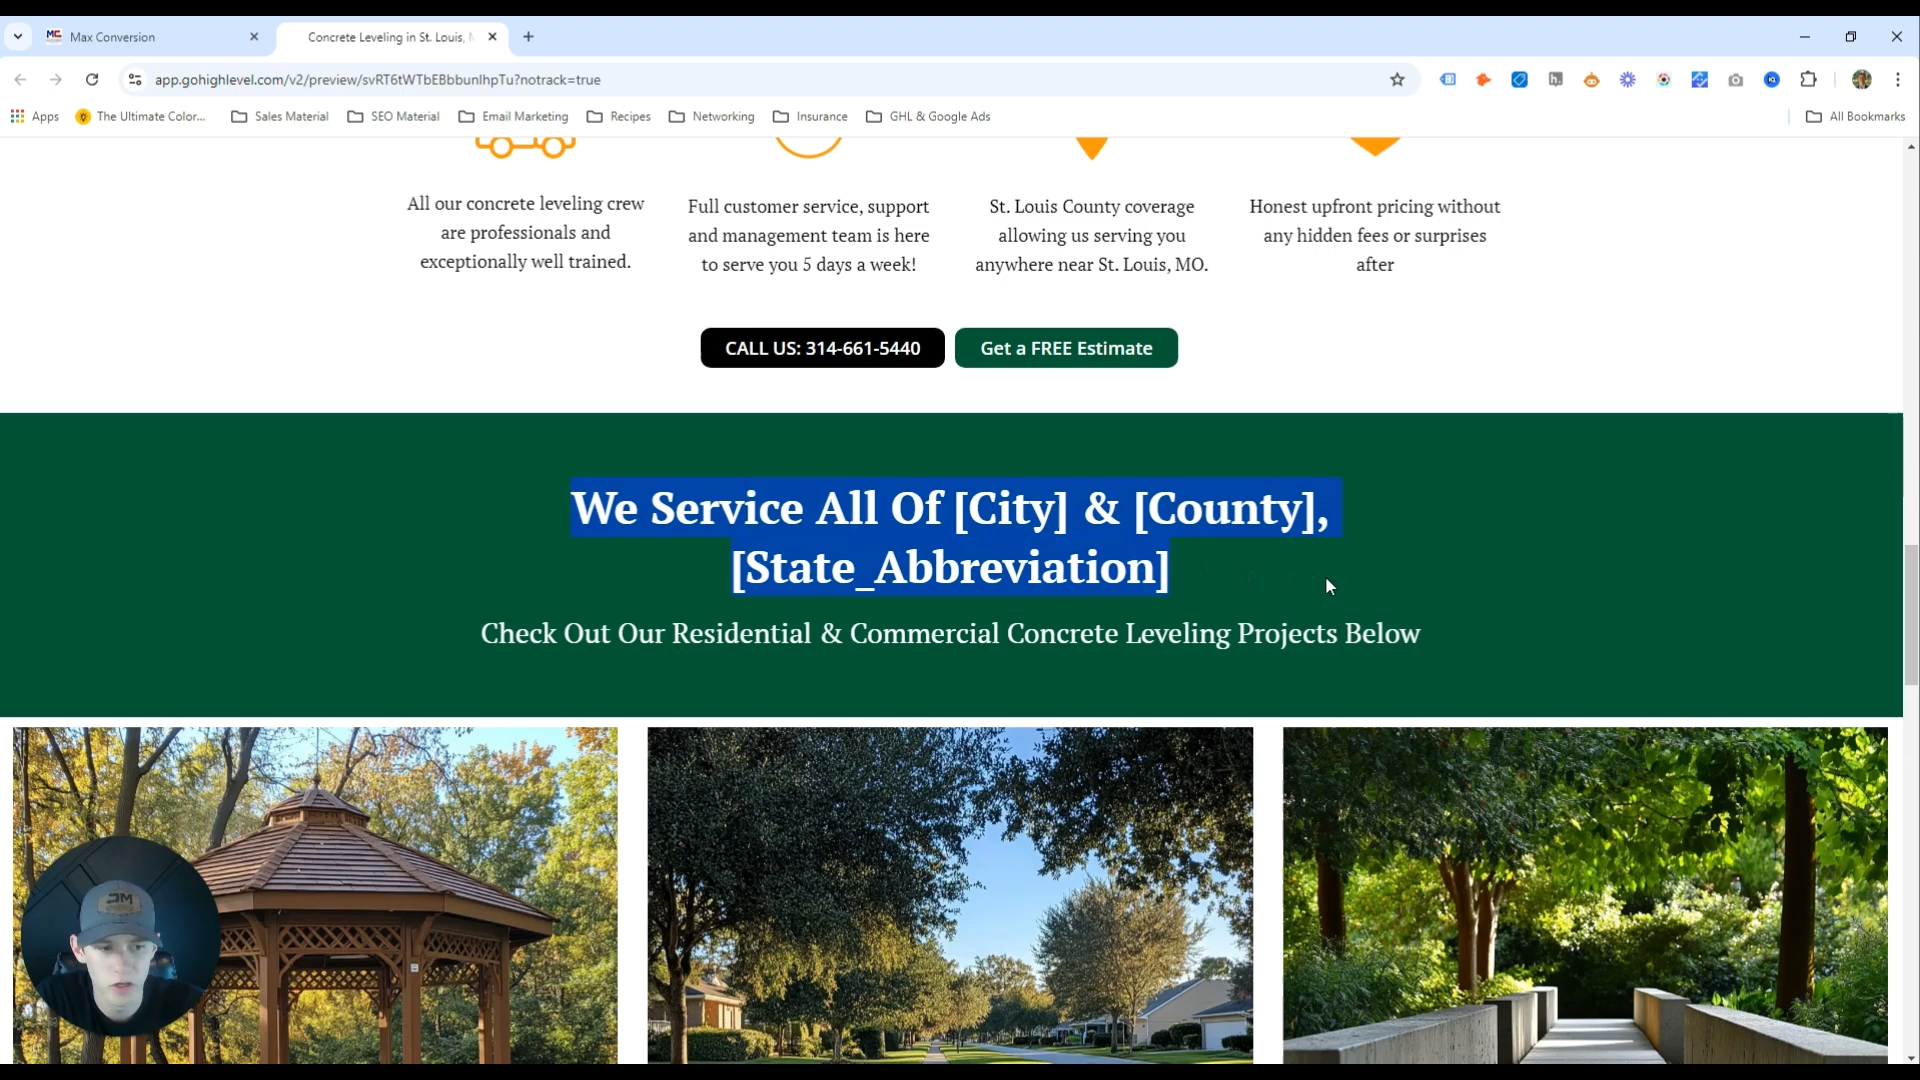 Max Conversion
Concrete Leveling in St. Louis,
app.gohighlevel.com/v2/preview/svRT6tWTbEBbbunIhpTu?notrack=true
Apps
The Ultimate Color...
Sales Material
SEO Material
Email Marketing
Recipes
Networking
Insurance
GHL & Google Ads
All Bookmarks
All our concrete leveling crew
are professionals and
exceptionally well trained.
Full customer service, support
and management team is here
to serve you 5 days a week!
St. Louis County coverage
allowing us serving you
anywhere near St. Louis, MO.
Honest upfront pricing without
any hidden fees or surprises
after
CALL US: 314-661-5440
Get a FREE Estimate
We Service All Of [City] & [County],
[State_Abbreviation]
Check Out Our Residential & Commercial Concrete Leveling Projects Below